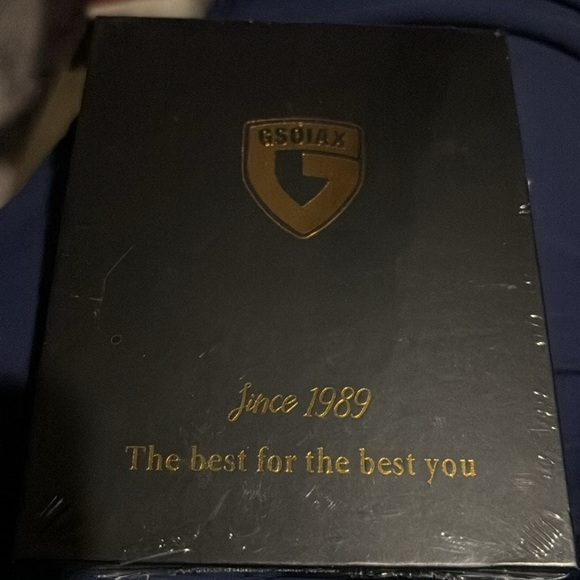 GSOIAX
Since 1989
The best for the best you